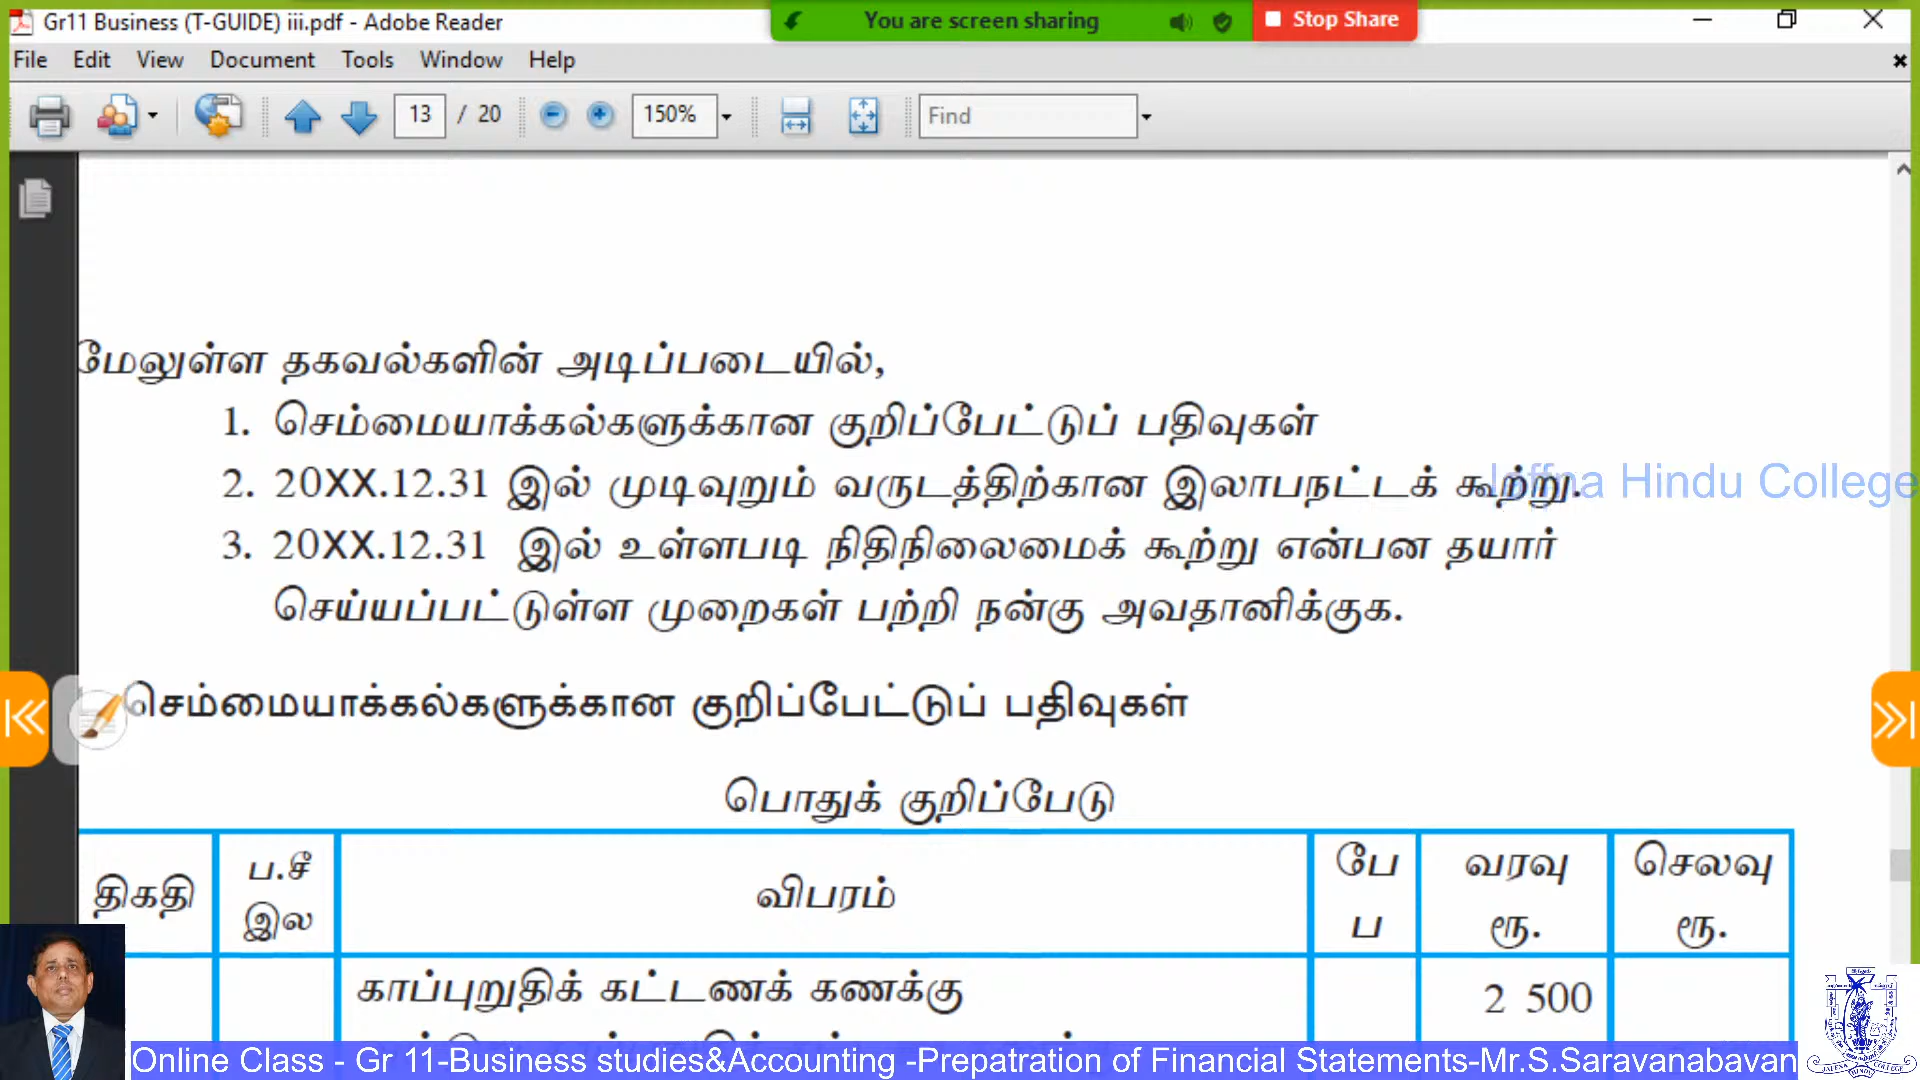 Gr11 Business (T-GUIDE) iii.pdf - Adobe Reader
You are screen sharing
Stop Share
File Edit View Document Tools Window Help
13 / 20 150% Find
மேலுள்ள தகவல்களின் அடிப்படையில்,
1. செம்மையாக்கல்களுக்கான குறிப்பேட்டுப் பதிவுகள்
2. 20XX.12.31 இல் முடிவுறும் வருடத்திற்கான இலாபநட்டக் கூற்று.
Jaffna Hindu College
3. 20XX.12.31 இல் உள்ளபடி நிதிநிலைமைக் கூற்று என்பன தயார்
செய்யப்பட்டுள்ள முறைகள் பற்றி நன்கு அவதானிக்குக.
செம்மையாக்கல்களுக்கான குறிப்பேட்டுப் பதிவுகள்
பொதுக் குறிப்பேடு
திகதி
ப.சீ
இல
விபரம்
பே
ப
வரவு
ரூ.
செலவு
ரூ.
காப்புறுதிக் கட்டணக் கணக்கு 2 500
Online Class - Gr 11-Business studies&Accounting -Prepatration of Financial Statements-Mr.S.Saravanabavan